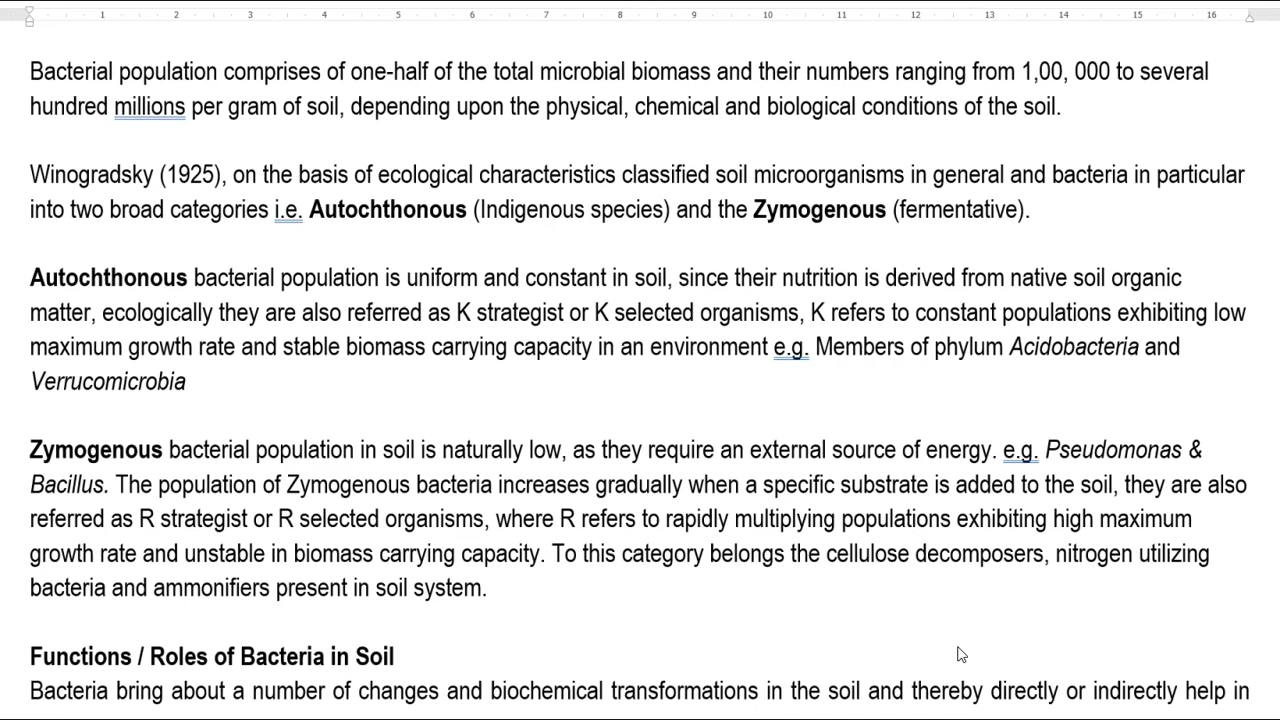 1 2 3 4 5 6 7 8 9 10 11 12 13 14 15 16
Bacterial population comprises of one-half of the total microbial biomass and their numbers ranging from 1,00, 000 to several
hundred millions per gram of soil, depending upon the physical, chemical and biological conditions of the soil.
Winogradsky (1925), on the basis of ecological characteristics classified soil microorganisms in general and bacteria in particular
into two broad categories i.e. Autochthonous (Indigenous species) and the Zymogenous (fermentative).
Autochthonous bacterial population is uniform and constant in soil, since their nutrition is derived from native soil organic
matter, ecologically they are also referred as K strategist or K selected organisms, K refers to constant populations exhibiting low
maximum growth rate and stable biomass carrying capacity in an environment e.g. Members of phylum Acidobacteria and
Verrucomicrobia
Zymogenous bacterial population in soil is naturally low, as they require an external source of energy. e.g. Pseudomonas &
Bacillus. The population of Zymogenous bacteria increases gradually when a specific substrate is added to the soil, they are also
referred as R strategist or R selected organisms, where R refers to rapidly multiplying populations exhibiting high maximum
growth rate and unstable in biomass carrying capacity. To this category belongs the cellulose decomposers, nitrogen utilizing
bacteria and ammonifiers present in soil system.
Functions / Roles of Bacteria in Soil
Bacteria bring about a number of changes and biochemical transformations in the soil and thereby directly or indirectly help in